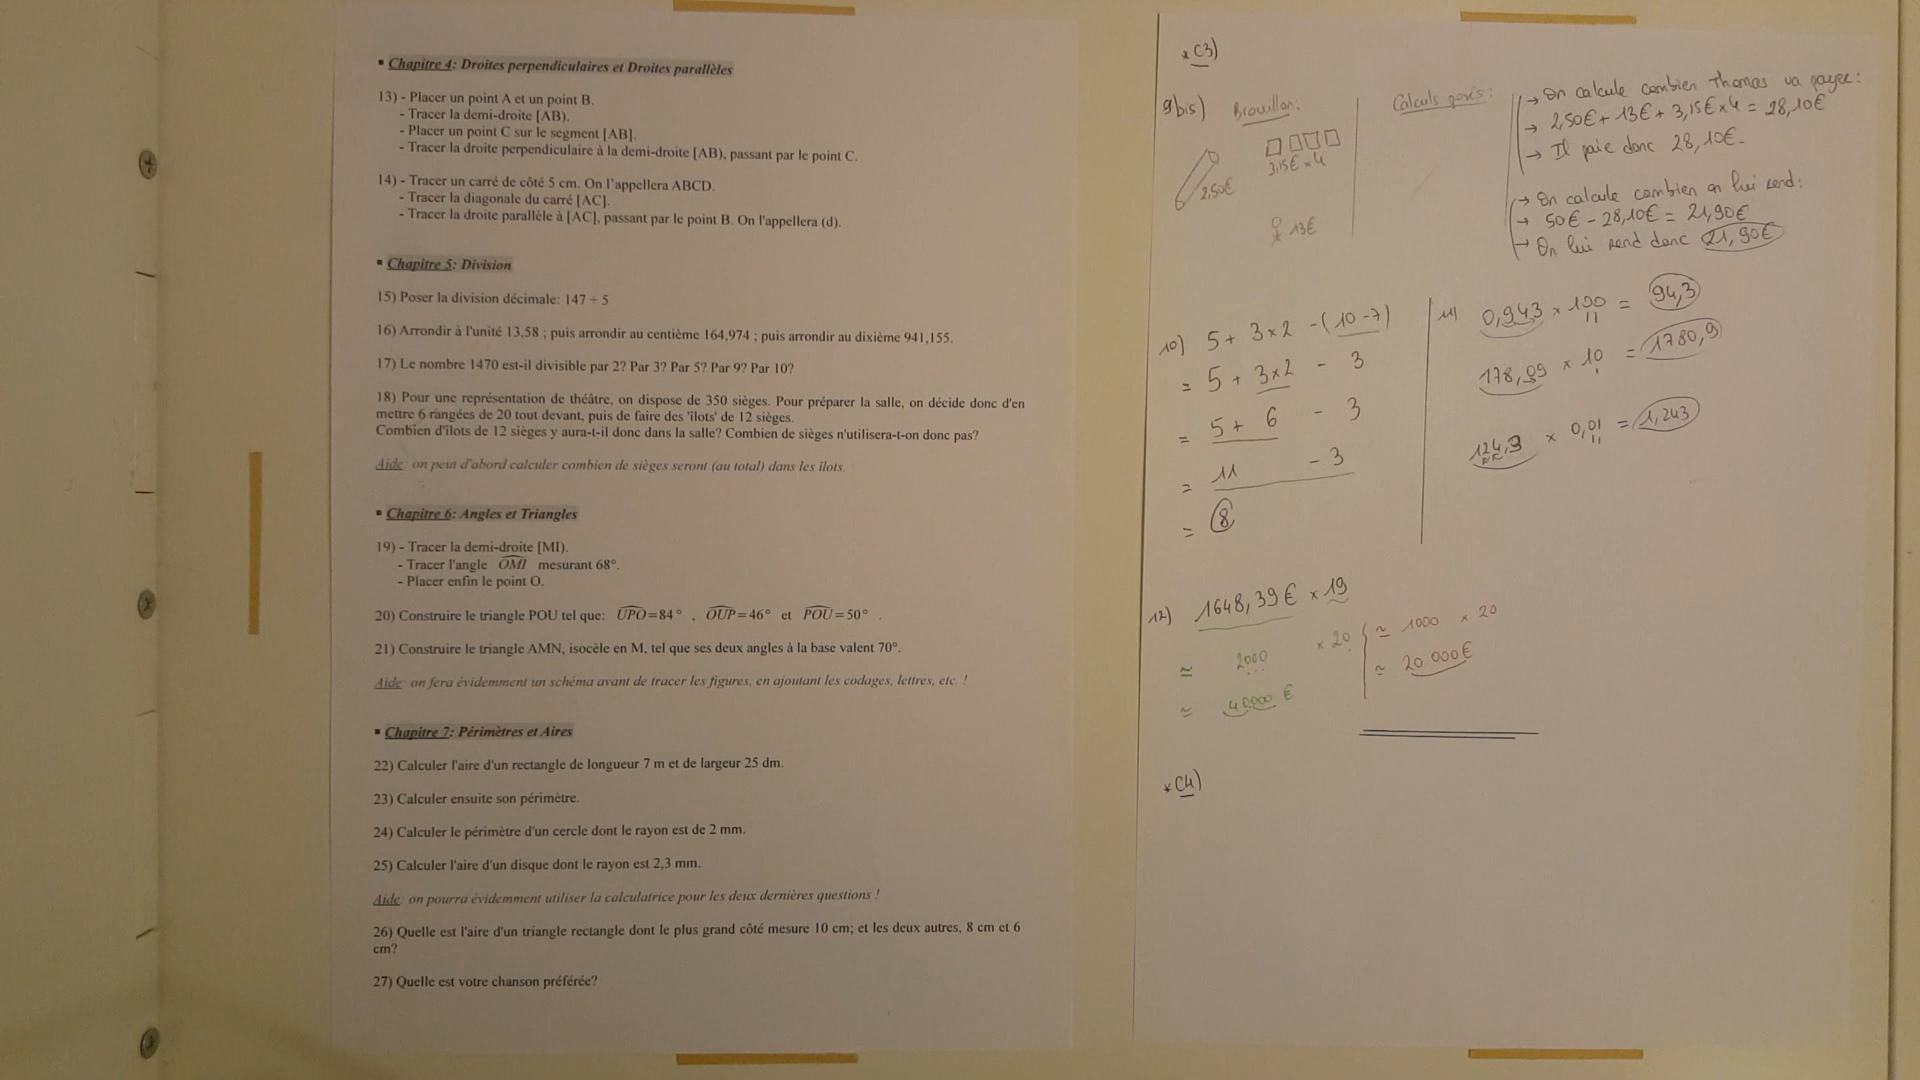 ▪ Chapitre 4: Droites perpendiculaires et Droites parallèles
13) - Placer un point A et un point B.
- Tracer la demi-droite [AB).
- Placer un point C sur le segment [AB].
- Tracer la droite perpendiculaire à la demi-droite [AB), passant par le point C.
14) - Tracer un carré de côté 5 cm. On l'appellera ABCD.
- Tracer la diagonale du carré [AC].
- Tracer la droite parallèle à [AC], passant par le point B. On l'appellera (d).
▪ Chapitre 5: Division
15) Poser la division décimale: 147 ÷ 5
16) Arrondir à l'unité 13,58 ; puis arrondir au centième 164,974 ; puis arrondir au dixième 941,155.
17) Le nombre 1470 est-il divisible par 2? Par 3? Par 5? Par 9? Par 10?
18) Pour une représentation de théâtre, on dispose de 350 sièges. Pour préparer la salle, on décide donc d'en
mettre 6 rangées de 20 tout devant, puis de faire des 'îlots' de 12 sièges.
Combien d'îlots de 12 sièges y aura-t-il donc dans la salle? Combien de sièges n'utilisera-t-on donc pas?
Aide: on peut d'abord calculer combien de sièges seront (au total) dans les îlots.
▪ Chapitre 6: Angles et Triangles
19) - Tracer la demi-droite [MI).
- Tracer l'angle OMI mesurant 68°.
- Placer enfin le point O.
20) Construire le triangle POU tel que: UPO=84° , OUP=46° et POU=50° .
21) Construire le triangle AMN, isocèle en M, tel que ses deux angles à la base valent 70°.
Aide: on fera évidemment un schéma avant de tracer les figures, en ajoutant les codages, lettres, etc. !
▪ Chapitre 7: Périmètres et Aires
22) Calculer l'aire d'un rectangle de longueur 7 m et de largeur 25 dm.
23) Calculer ensuite son périmètre.
24) Calculer le périmètre d'un cercle dont le rayon est de 2 mm.
25) Calculer l'aire d'un disque dont le rayon est 2,3 mm.
Aide: on pourra évidemment utiliser la calculatrice pour les deux dernières questions !
26) Quelle est l'aire d'un triangle rectangle dont le plus grand côté mesure 10 cm; et les deux autres, 8 cm et 6
cm?
27) Quelle est votre chanson préférée?
* C3)
9bis) Brouillon:
3,15€ × 4
2,50€
13€
Calculs posés:
→ On calcule combien Thomas va payer:
→ 2,50€ + 13€ + 3,15€ × 4 = 28,10€
→ Il paie donc 28,10€.
→ On calcule combien on lui rend:
→ 50€ - 28,10€ = 21,90€
→ On lui rend donc 21,90€
10) 5 + 3×2 - (10 - 7)
= 5 + 3×2 - 3
= 5 + 6 - 3
= 11 - 3
= 8
11) 0,943 × 100 = 94,3
178,09 × 10 = 1780,9
124,3 × 0,01 = 1,243
12) 1648,39€ × 19
≃ 2000 × 20
≃ 40000 €
≃ 1000 × 20
≃ 20 000€
* C4)